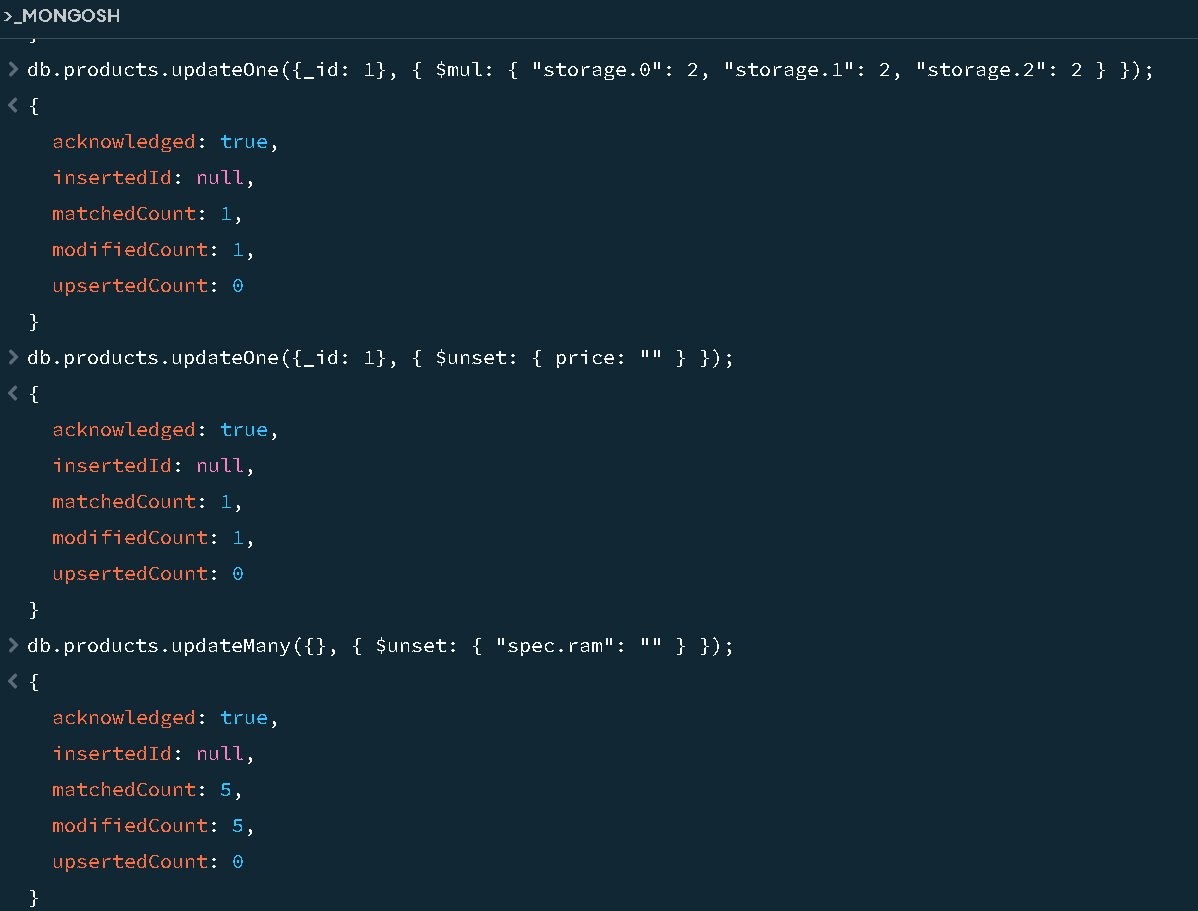 >_MONGOSH
}
> db.products.updateOne({_id: 1}, { $mul: { "storage.0": 2, "storage.1": 2, "storage.2": 2 } });
< {
acknowledged: true,
insertedId: null,
matchedCount: 1,
modifiedCount: 1,
upsertedCount: 0
}
> db.products.updateOne({_id: 1}, { $unset: { price: "" } });
< {
acknowledged: true,
insertedId: null,
matchedCount: 1,
modifiedCount: 1,
upsertedCount: 0
}
> db.products.updateMany({}, { $unset: { "spec.ram": "" } });
< {
acknowledged: true,
insertedId: null,
matchedCount: 5,
modifiedCount: 5,
upsertedCount: 0
}